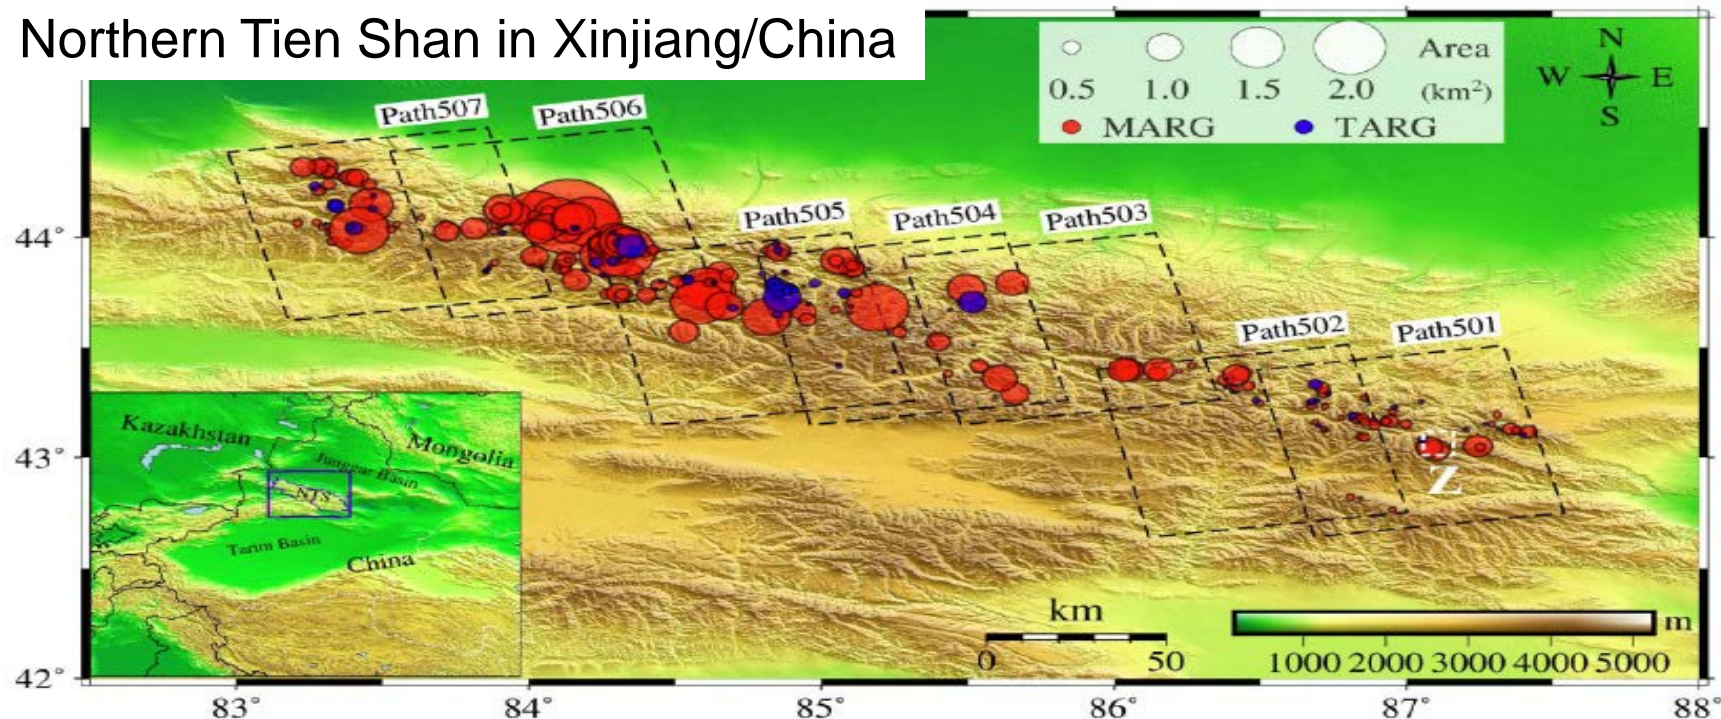 Northern Tien Shan in Xinjiang/China
Area
0.5 1.0 1.5 2.0 (km²)
MARG TARG
N
W E
S
Path507 Path506
Path505 Path504 Path503
Path502 Path501
44°
43°
42°
Z
Kazakhstan
Mongolia
Junggar Basin
NTS
Tarim Basin
China
km
0 50
m
1000 2000 3000 4000 5000
83° 84° 85° 86° 87° 88°